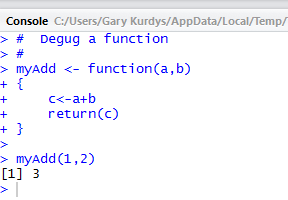 Console C:/Users/Gary Kurdys/AppData/Local/Temp/
> #  Degug a function
> #
> myAdd <- function(a,b)
+ {
+     c<-a+b
+     return(c)
+ }
>
> myAdd(1,2)
[1] 3
>